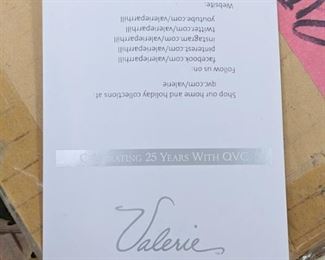 Valerie
Celebrating 25 Years With QVC
Shop our home and holiday collections at:
qvc.com/valerie
Follow us on:
facebook.com/valerieparrhill
pinterest.com/valerieparrhill
instagram.com/valerieparrhill
twitter.com/valerieparrhill
youtube.com/valerieparrhill
Website: